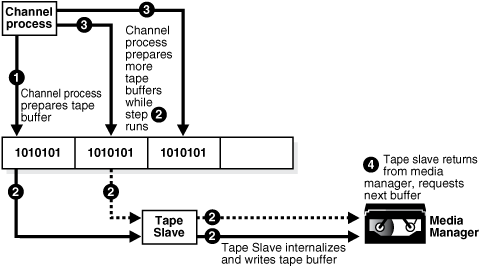 Channel
process
3
3
Channel
process
prepares
more
tape
buffers
while
step 2
runs
1
Channel process
prepares tape
buffer
1010101
1010101
1010101
2
2
4 Tape slave returns
from media
manager, requests
next buffer
Tape
Slave
2
2
Media
Manager
Tape Slave internalizes
and writes tape buffer